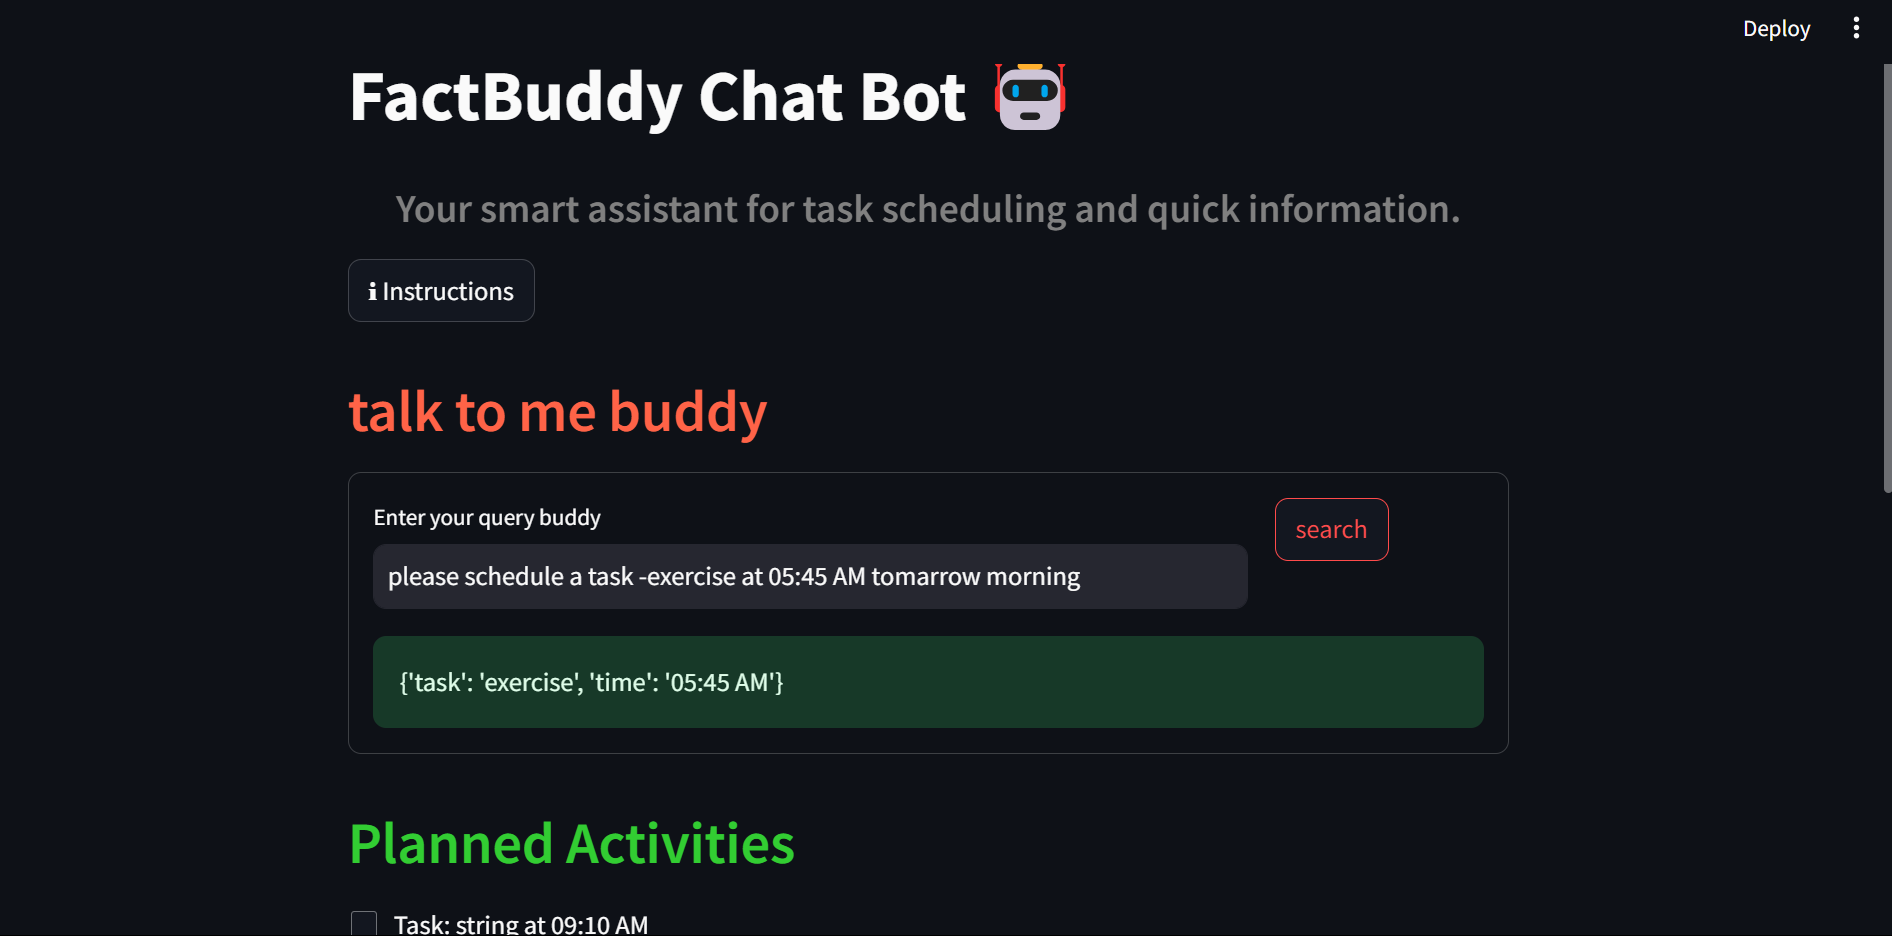 Deploy
FactBuddy Chat Bot
Your smart assistant for task scheduling and quick information.
ℹ Instructions
talk to me buddy
Enter your query buddy
search
please schedule a task -exercise at 05:45 AM tomarrow morning
{'task': 'exercise', 'time': '05:45 AM'}
Planned Activities
Task: string at 09:10 AM